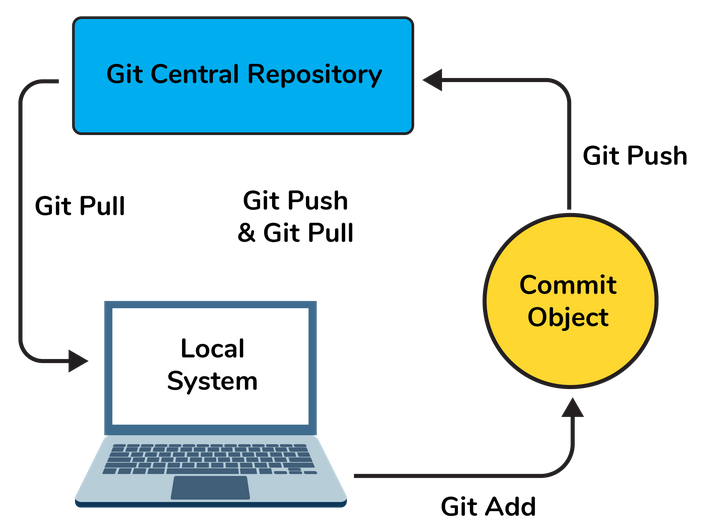 Git Central Repository
Git Push
Git Pull
Git Push
& Git Pull
Commit
Object
Local
System
Git Add